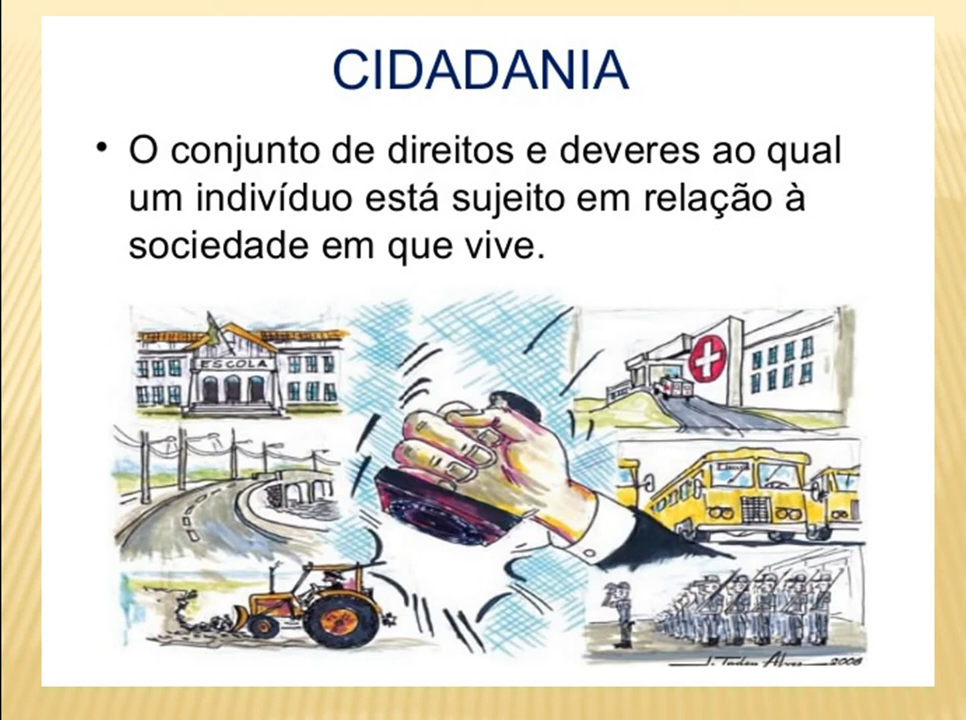 CIDADANIA
• O conjunto de direitos e deveres ao qual
um indivíduo está sujeito em relação à
sociedade em que vive.
ESCOLA
J. Tadeu Alves 2008